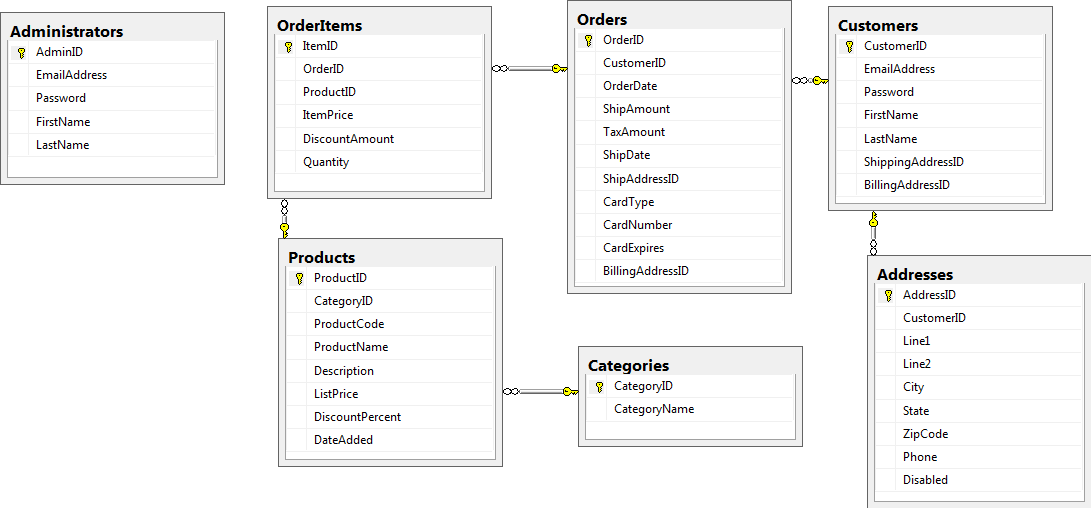 Administrators
AdminID
EmailAddress
Password
FirstName
LastName
OrderItems
ItemID
OrderID
ProductID
ItemPrice
DiscountAmount
Quantity
Orders
OrderID
CustomerID
OrderDate
ShipAmount
TaxAmount
ShipDate
ShipAddressID
CardType
CardNumber
CardExpires
BillingAddressID
Customers
CustomerID
EmailAddress
Password
FirstName
LastName
ShippingAddressID
BillingAddressID
Products
ProductID
CategoryID
ProductCode
ProductName
Description
ListPrice
DiscountPercent
DateAdded
Categories
CategoryID
CategoryName
Addresses
AddressID
CustomerID
Line1
Line2
City
State
ZipCode
Phone
Disabled